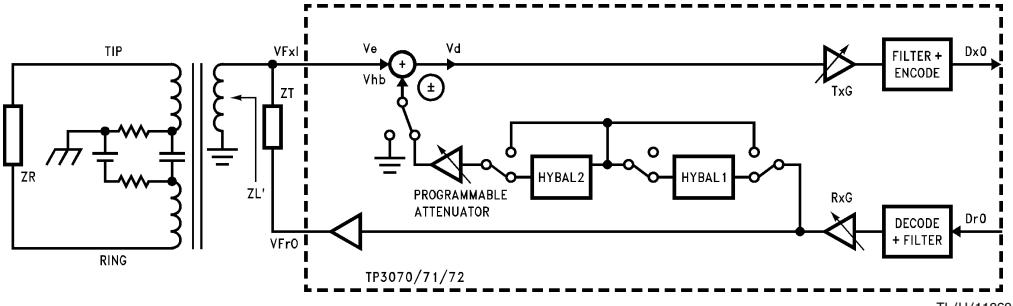 TIP
VFxI
Ve
Vd
Vhb
+
±
ZT
TxG
FILTER +
ENCODE
Dx0
ZR
ZL'
HYBAL2
HYBAL1
PROGRAMMABLE
ATTENUATOR
RxG
DECODE
+ FILTER
Dr0
VFrO
RING
TP3070/71/72